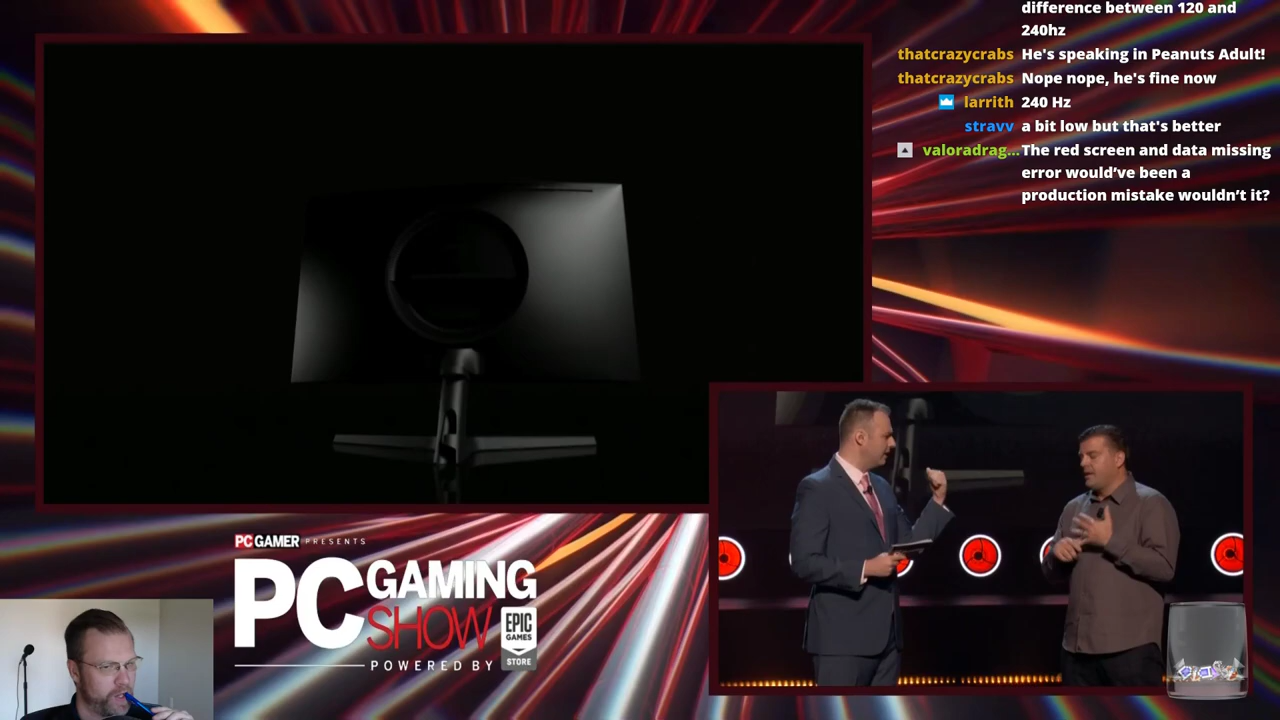 difference between 120 and
240hz
thatcrazycrabs He's speaking in Peanuts Adult!
thatcrazycrabs Nope nope, he's fine now
larrith 240 Hz
stravv a bit low but that's better
valoradrag... The red screen and data missing
error would've been a
production mistake wouldn't it?
PC GAMER PRESENTS
PC GAMING
SHOW
EPIC
GAMES
STORE
POWERED BY